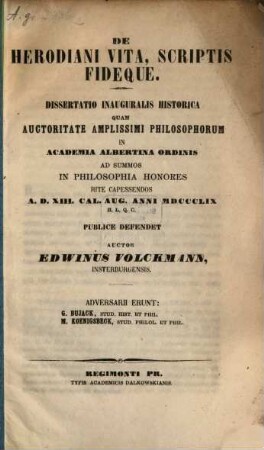 A. gr.
DE
HERODIANI VITA, SCRIPTIS
FIDEQUE.
DISSERTATIO INAUGURALIS HISTORICA
QUAM
AUCTORITATE AMPLISSIMI PHILOSOPHORUM
IN
ACADEMIA ALBERTINA ORDINIS
AD SUMMOS
IN PHILOSOPHIA HONORES
RITE CAPESSENDOS
A. D. XIII. CAL. AUG. ANNI MDCCCLIX
H. L. Q. C.
PUBLICE DEFENDET
AUCTOR
EDWINUS VOLCKMANN,
INSTERBURGENSIS.
ADVERSARII ERUNT:
G. BUJACK, STUD. HIST. ET PHIL.
M. KOENIGSBECK, STUD. PHILOL. ET PHIL.
REGIMONTI PR.
TYPIS ACADEMICIS DALKOWSKIANIS.